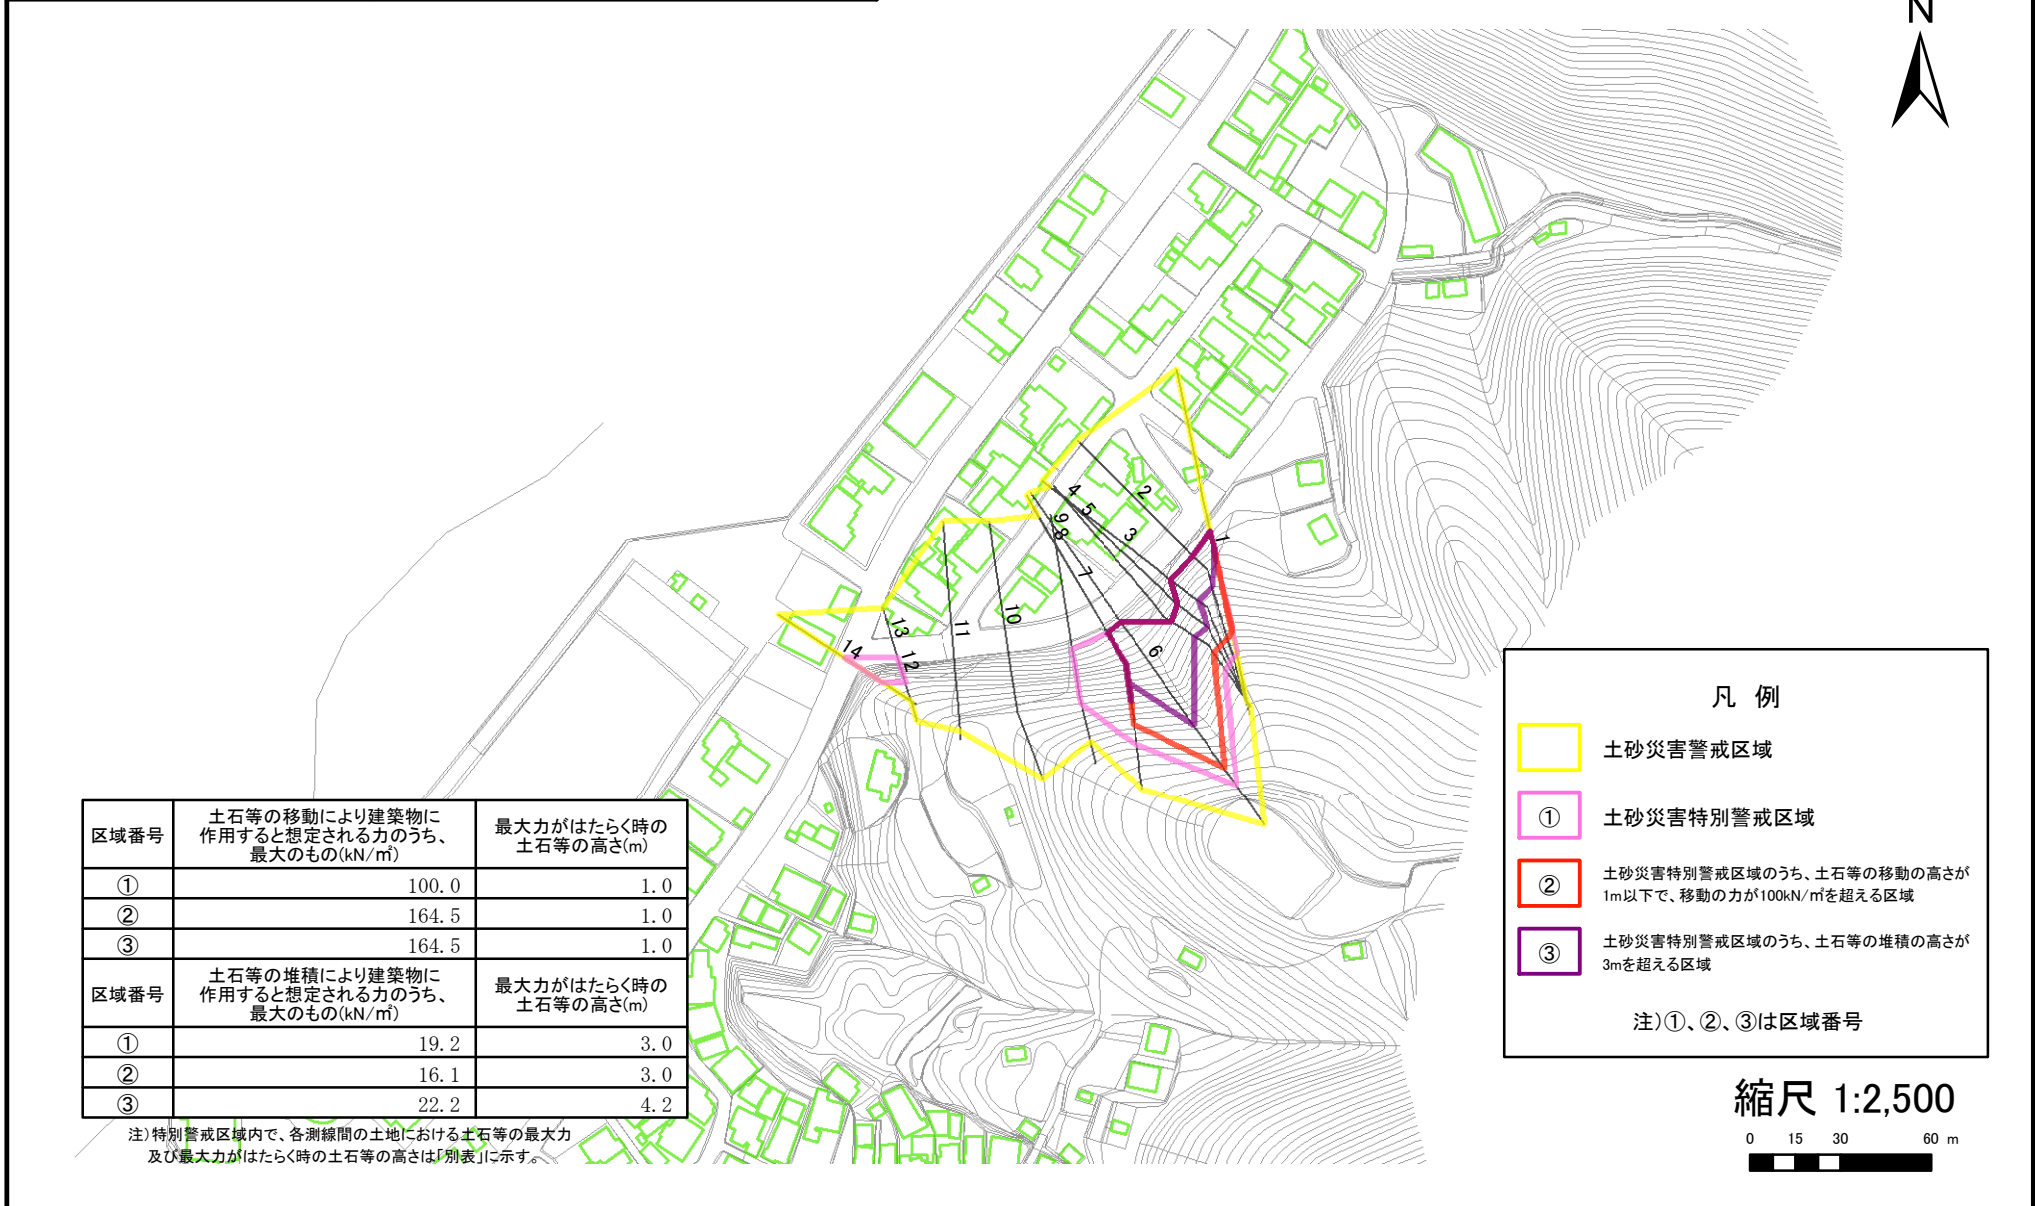 N
1
2
3
4
5
9
8
7
6
10
11
13
12
14
凡 例
土砂災害警戒区域
① 土砂災害特別警戒区域
② 土砂災害特別警戒区域のうち、土石等の移動の高さが
1m以下で、移動の力が100kN/㎡を超える区域
③ 土砂災害特別警戒区域のうち、土石等の堆積の高さが
3mを超える区域
注)①、②、③は区域番号
縮尺 1:2,500
0 15 30 60 m
区域番号 土石等の移動により建築物に
作用すると想定される力のうち、
最大のもの(kN/㎡)
最大力がはたらく時の
土石等の高さ(m)
① 100.0 1.0
② 164.5 1.0
③ 164.5 1.0
区域番号 土石等の堆積により建築物に
作用すると想定される力のうち、
最大のもの(kN/㎡)
最大力がはたらく時の
土石等の高さ(m)
① 19.2 3.0
② 16.1 3.0
③ 22.2 4.2
注)特別警戒区域内で、各測線間の土地における土石等の最大力
及び最大力がはたらく時の土石等の高さは「別表」に示す。